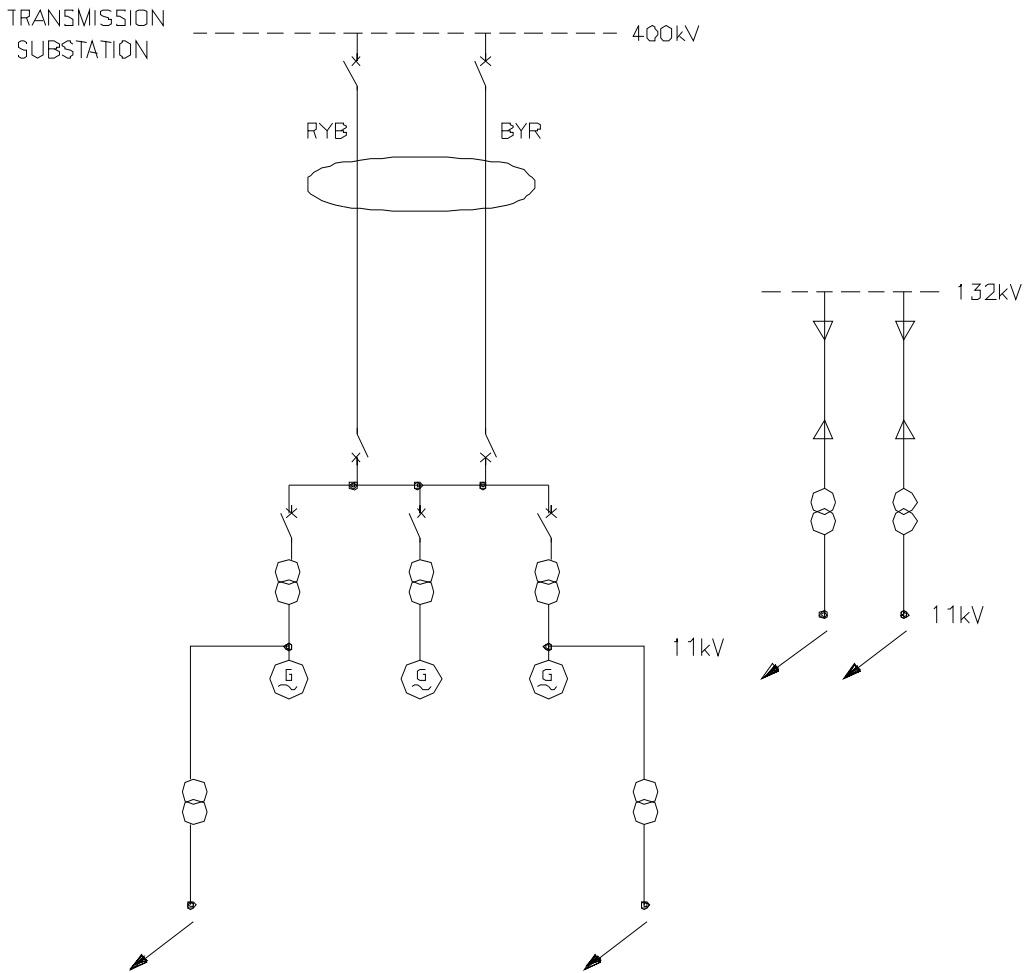 TRANSMISSION
SUBSTATION
400kV
RYB
BYR
132kV
11kV
11kV
G
G
G